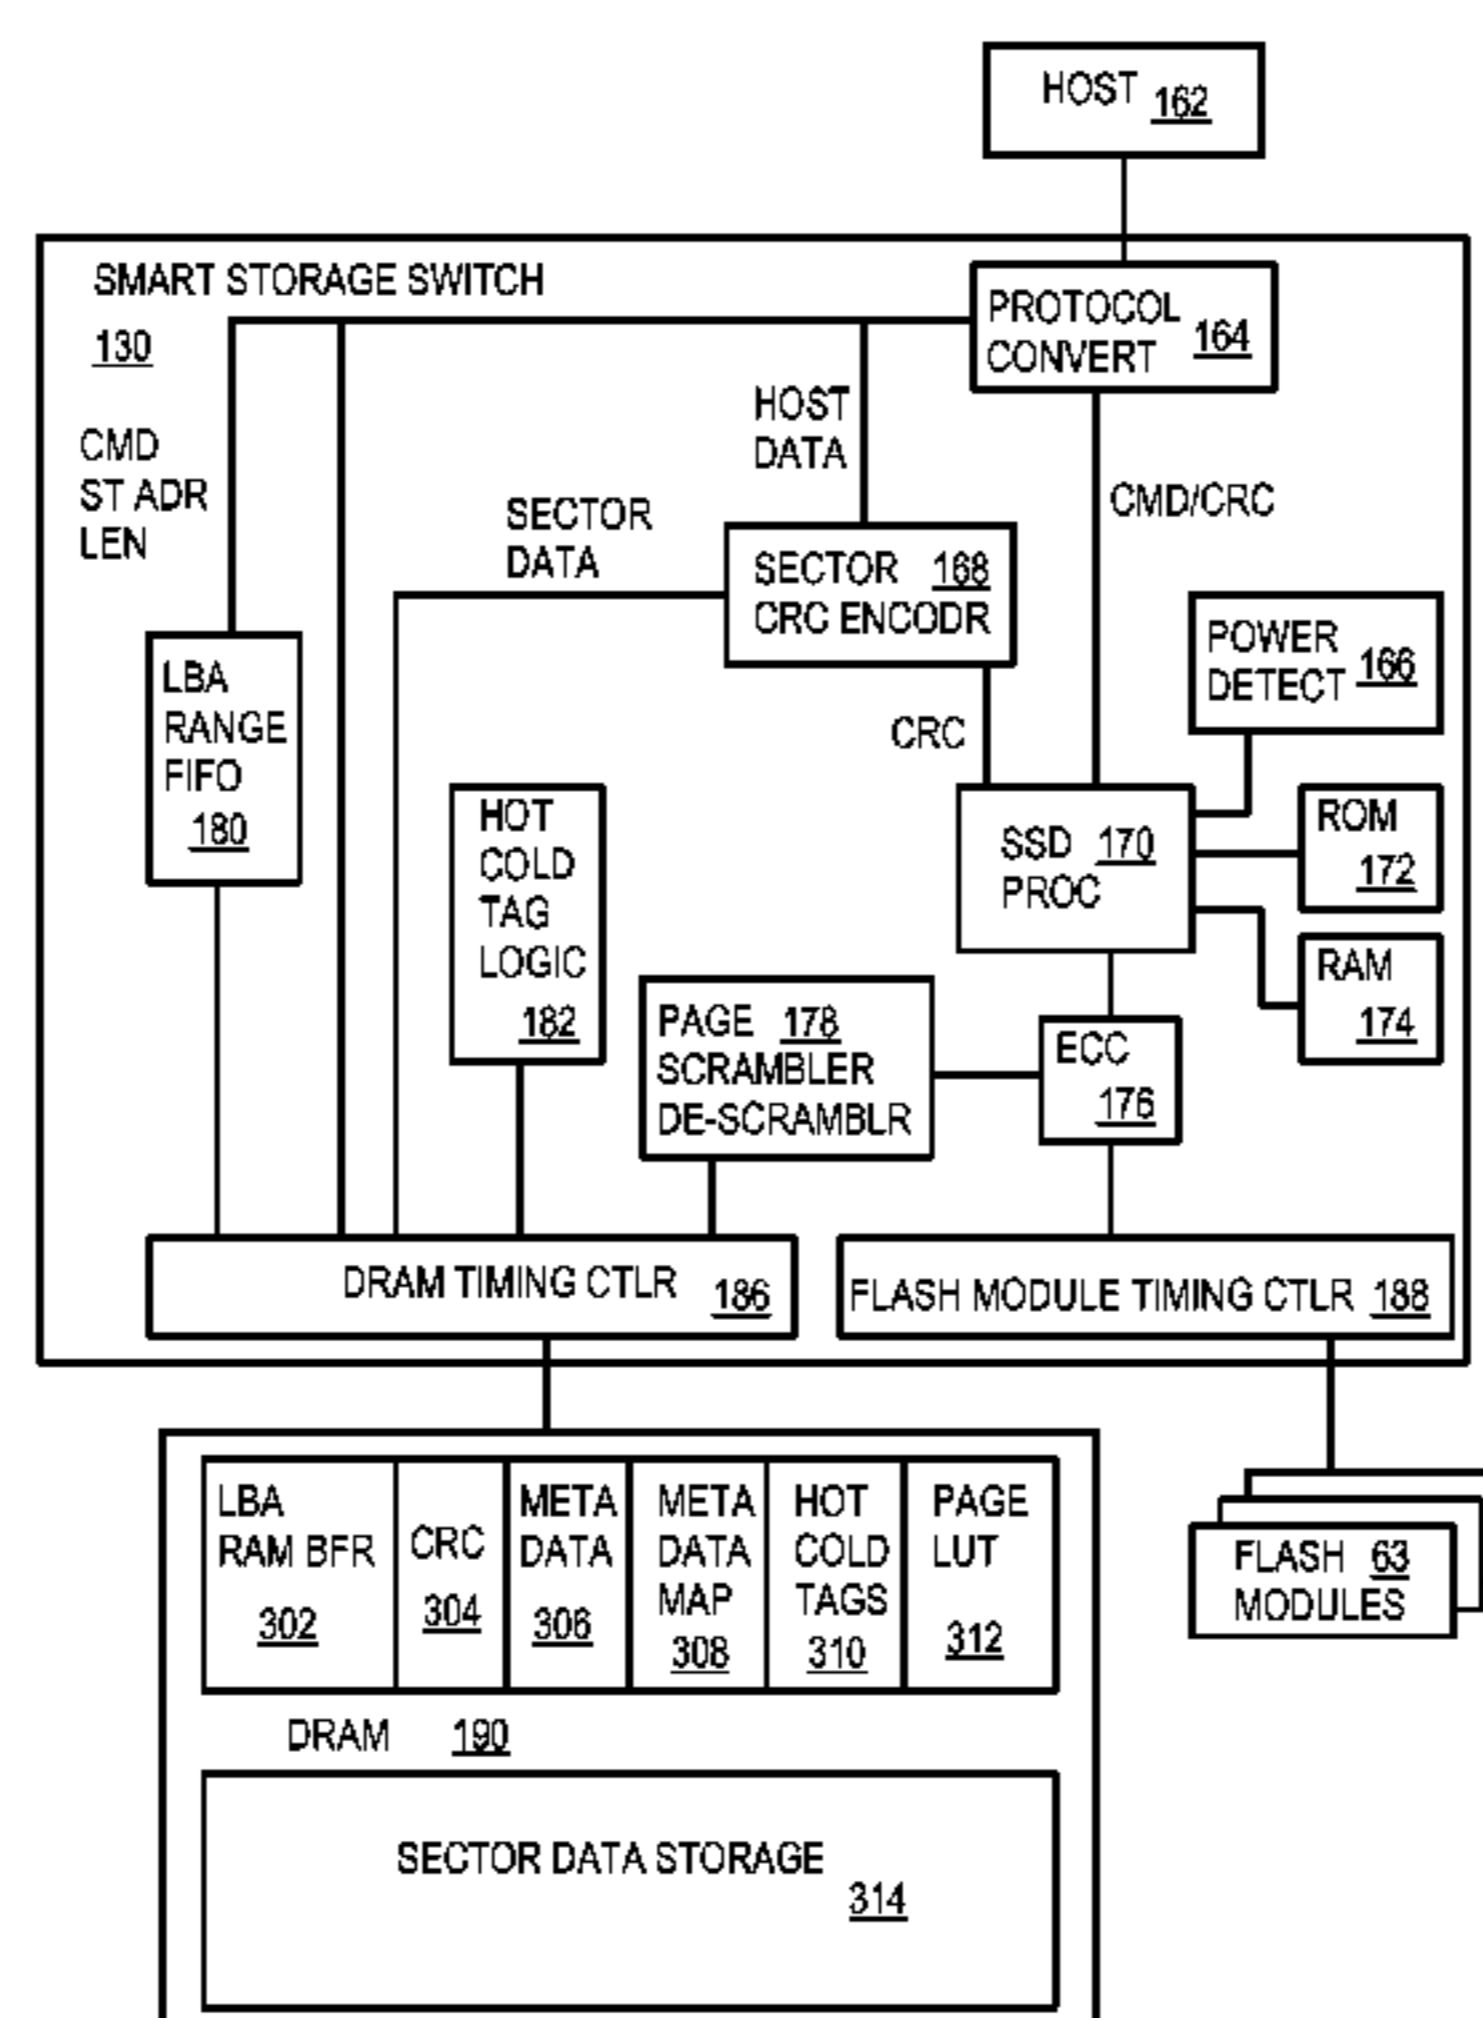 HOST 162
SMART STORAGE SWITCH
130
PROTOCOL
CONVERT 164
HOST
DATA
CMD
ST ADR
LEN
CMD/CRC
SECTOR
DATA
SECTOR 168
CRC ENCODR
POWER
DETECT 166
LBA
RANGE
FIFO
180
CRC
HOT
COLD
TAG
LOGIC
182
SSD 170
PROC
ROM
172
RAM
174
PAGE 178
SCRAMBLER
DE-SCRAMBLR
ECC
176
DRAM TIMING CTLR 186
FLASH MODULE TIMING CTLR 188
LBA
RAM BFR
302
CRC
304
META
DATA
306
META
DATA
MAP
308
HOT
COLD
TAGS
310
PAGE
LUT
312
FLASH 63
MODULES
DRAM 190
SECTOR DATA STORAGE
314